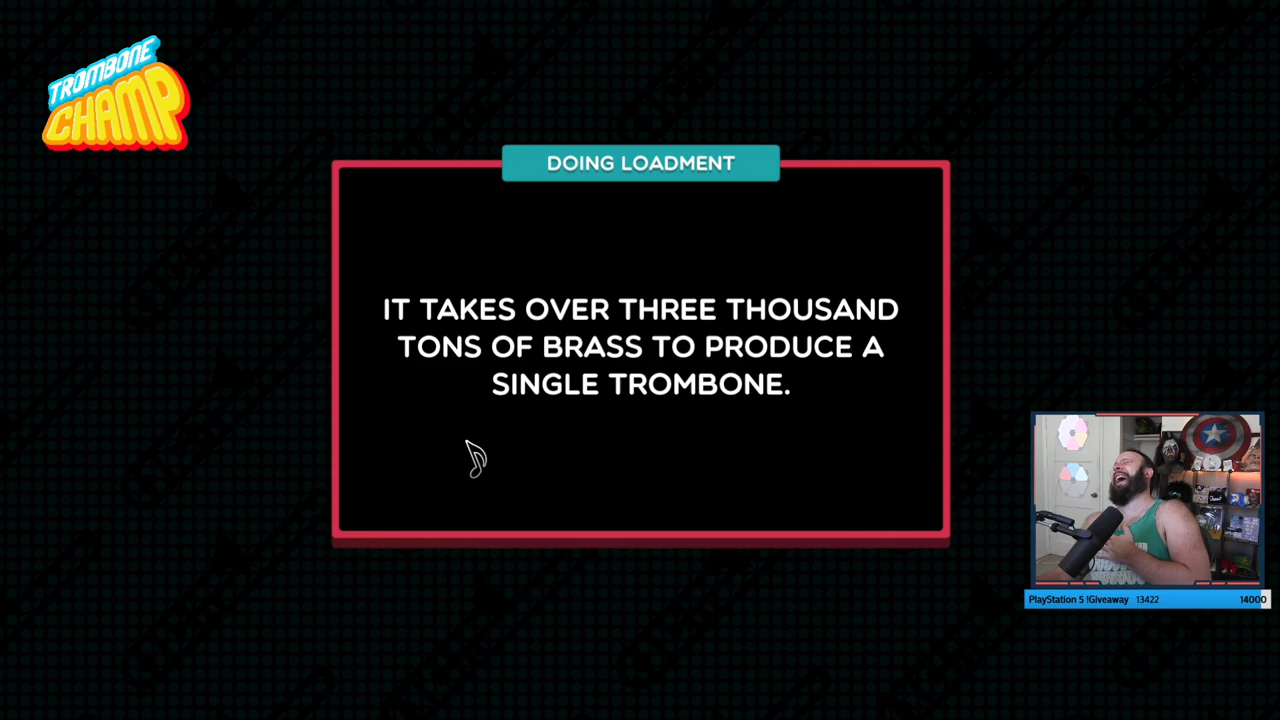 TROMBONE
CHAMP
DOING LOADMENT
IT TAKES OVER THREE THOUSAND
TONS OF BRASS TO PRODUCE A
SINGLE TROMBONE.
PlayStation 5 !Giveaway 13422 14000